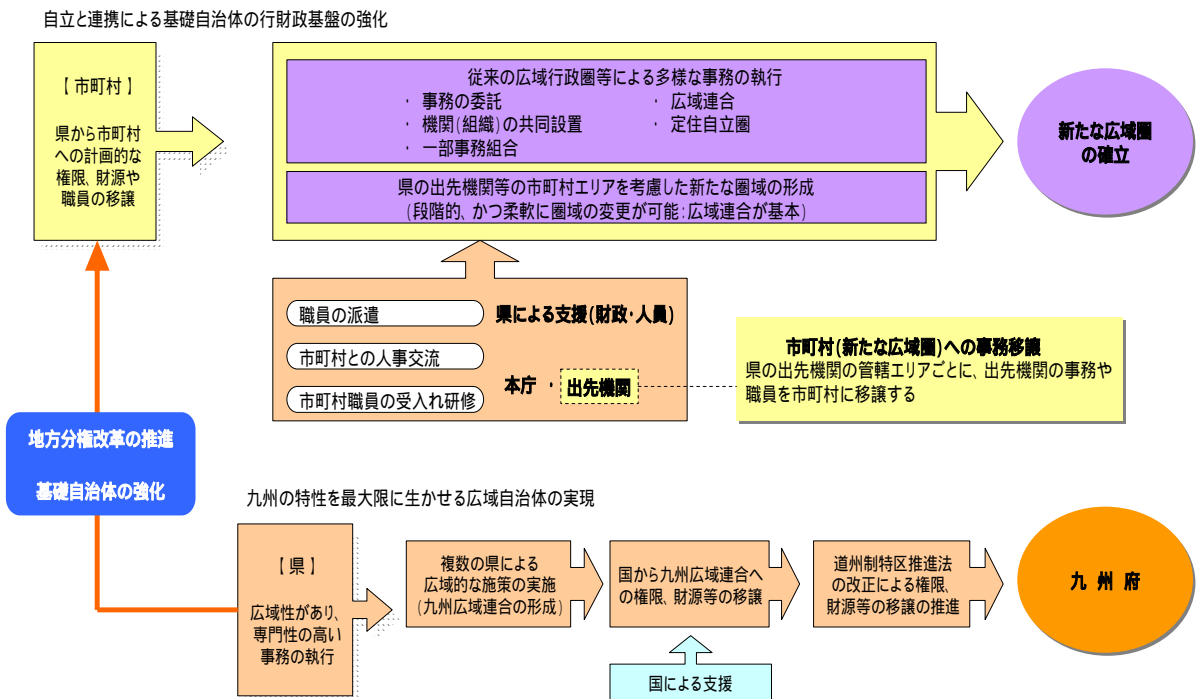 自立と連携による基礎自治体の行財政基盤の強化
【市町村】
県から市町村
への計画的な
権限、財源や
職員の移譲
従来の広域行政圏等による多様な事務の執行
・ 事務の委託
・ 機関(組織)の共同設置
・ 一部事務組合
・ 広域連合
・ 定住自立圏
県の出先機関等の市町村エリアを考慮した新たな圏域の形成
(段階的、かつ柔軟に圏域の変更が可能:広域連合が基本)
新たな広域圏
の確立
職員の派遣
市町村との人事交流
市町村職員の受入れ研修
県による支援(財政・人員)
本庁 ・ 出先機関
市町村(新たな広域圏)への事務移譲
県の出先機関の管轄エリアごとに、出先機関の事務や
職員を市町村に移譲する
地方分権改革の推進
基礎自治体の強化
九州の特性を最大限に生かせる広域自治体の実現
【県】
広域性があり、
専門性の高い
事務の執行
複数の県による
広域的な施策の実施
(九州広域連合の形成)
国から九州広域連合へ
の権限、財源等の移譲
道州制特区推進法
の改正による権限、
財源等の移譲の推進
九 州 府
国による支援